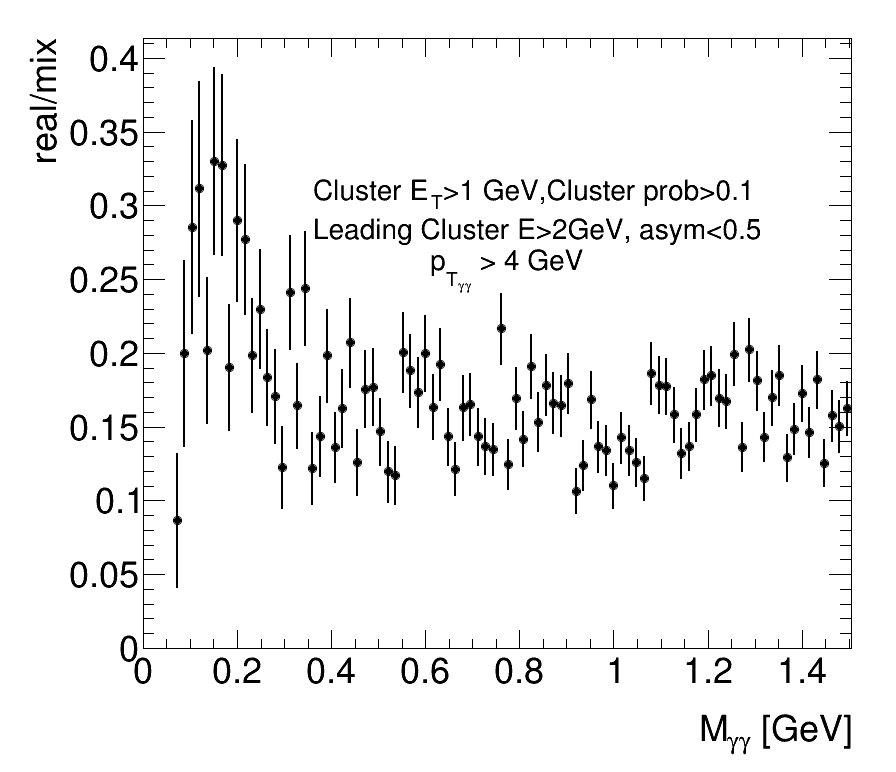 real/mix
0.4
0.35
0.3
0.25
0.2
0.15
0.1
0.05
0
Cluster E_T>1 GeV,Cluster prob>0.1
Leading Cluster E>2GeV, asym<0.5
p_Tγγ > 4 GeV
0 0.2 0.4 0.6 0.8 1 1.2 1.4
M_γγ [GeV]